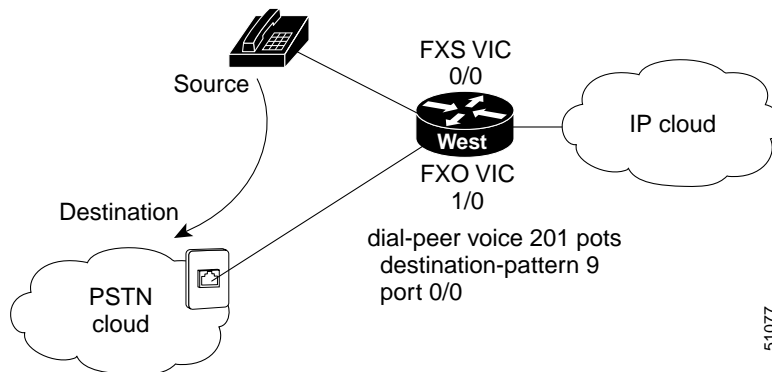 Source
FXS VIC
0/0
West
IP cloud
FXO VIC
1/0
Destination
dial-peer voice 201 pots
destination-pattern 9
port 0/0
PSTN
cloud
51077